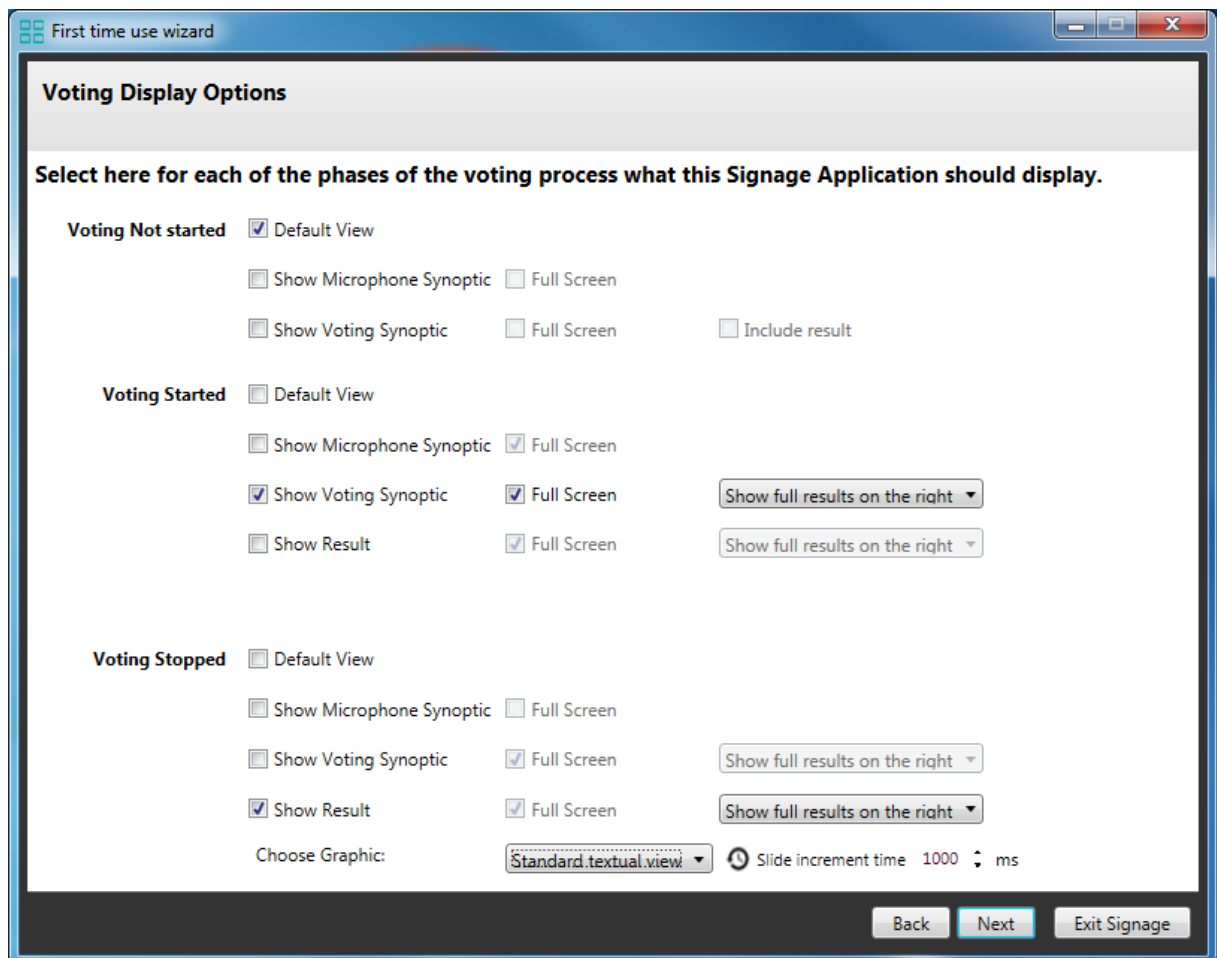 First time use wizard
Voting Display Options
Select here for each of the phases of the voting process what this Signage Application should display.
Voting Not started Default View
Show Microphone Synoptic Full Screen
Show Voting Synoptic Full Screen Include result
Voting Started Default View
Show Microphone Synoptic Full Screen
Show Voting Synoptic Full Screen Show full results on the right
Show Result Full Screen Show full results on the right
Voting Stopped Default View
Show Microphone Synoptic Full Screen
Show Voting Synoptic Full Screen Show full results on the right
Show Result Full Screen Show full results on the right
Choose Graphic: Standard textual view Slide increment time 1000 ms
Back Next Exit Signage